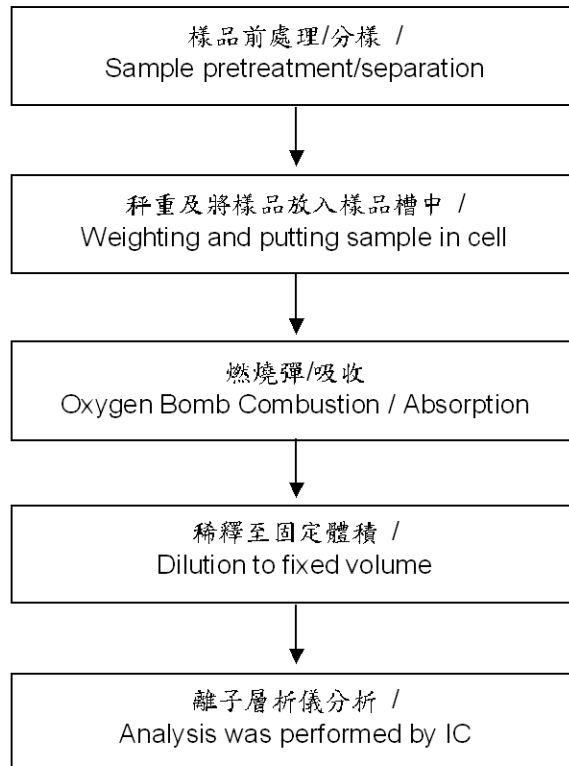 樣品前處理/分樣 /
Sample pretreatment/separation
秤重及將樣品放入樣品槽中 /
Weighting and putting sample in cell
燃燒彈/吸收
Oxygen Bomb Combustion / Absorption
稀釋至固定體積 /
Dilution to fixed volume
離子層析儀分析 /
Analysis was performed by IC